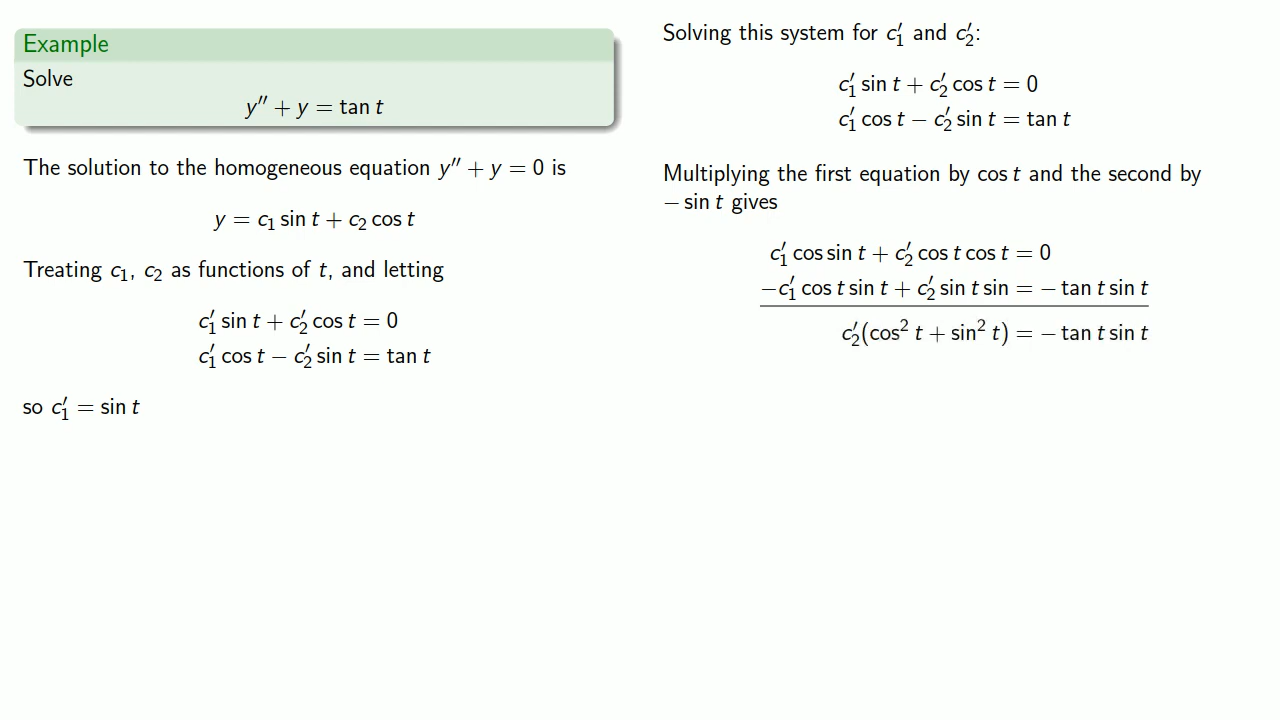 Example
Solve
y″ + y = tan t
The solution to the homogeneous equation y″ + y = 0 is
y = c₁ sin t + c₂ cos t
Treating c₁, c₂ as functions of t, and letting
c₁′ sin t + c₂′ cos t = 0
c₁′ cos t − c₂′ sin t = tan t
so c₁′ = sin t
Solving this system for c₁′ and c₂′:
c₁′ sin t + c₂′ cos t = 0
c₁′ cos t − c₂′ sin t = tan t
Multiplying the first equation by cos t and the second by
− sin t gives
c₁′ cos sin t + c₂′ cos t cos t = 0
−c₁′ cos t sin t + c₂′ sin t sin = − tan t sin t
c₂′(cos² t + sin² t) = − tan t sin t